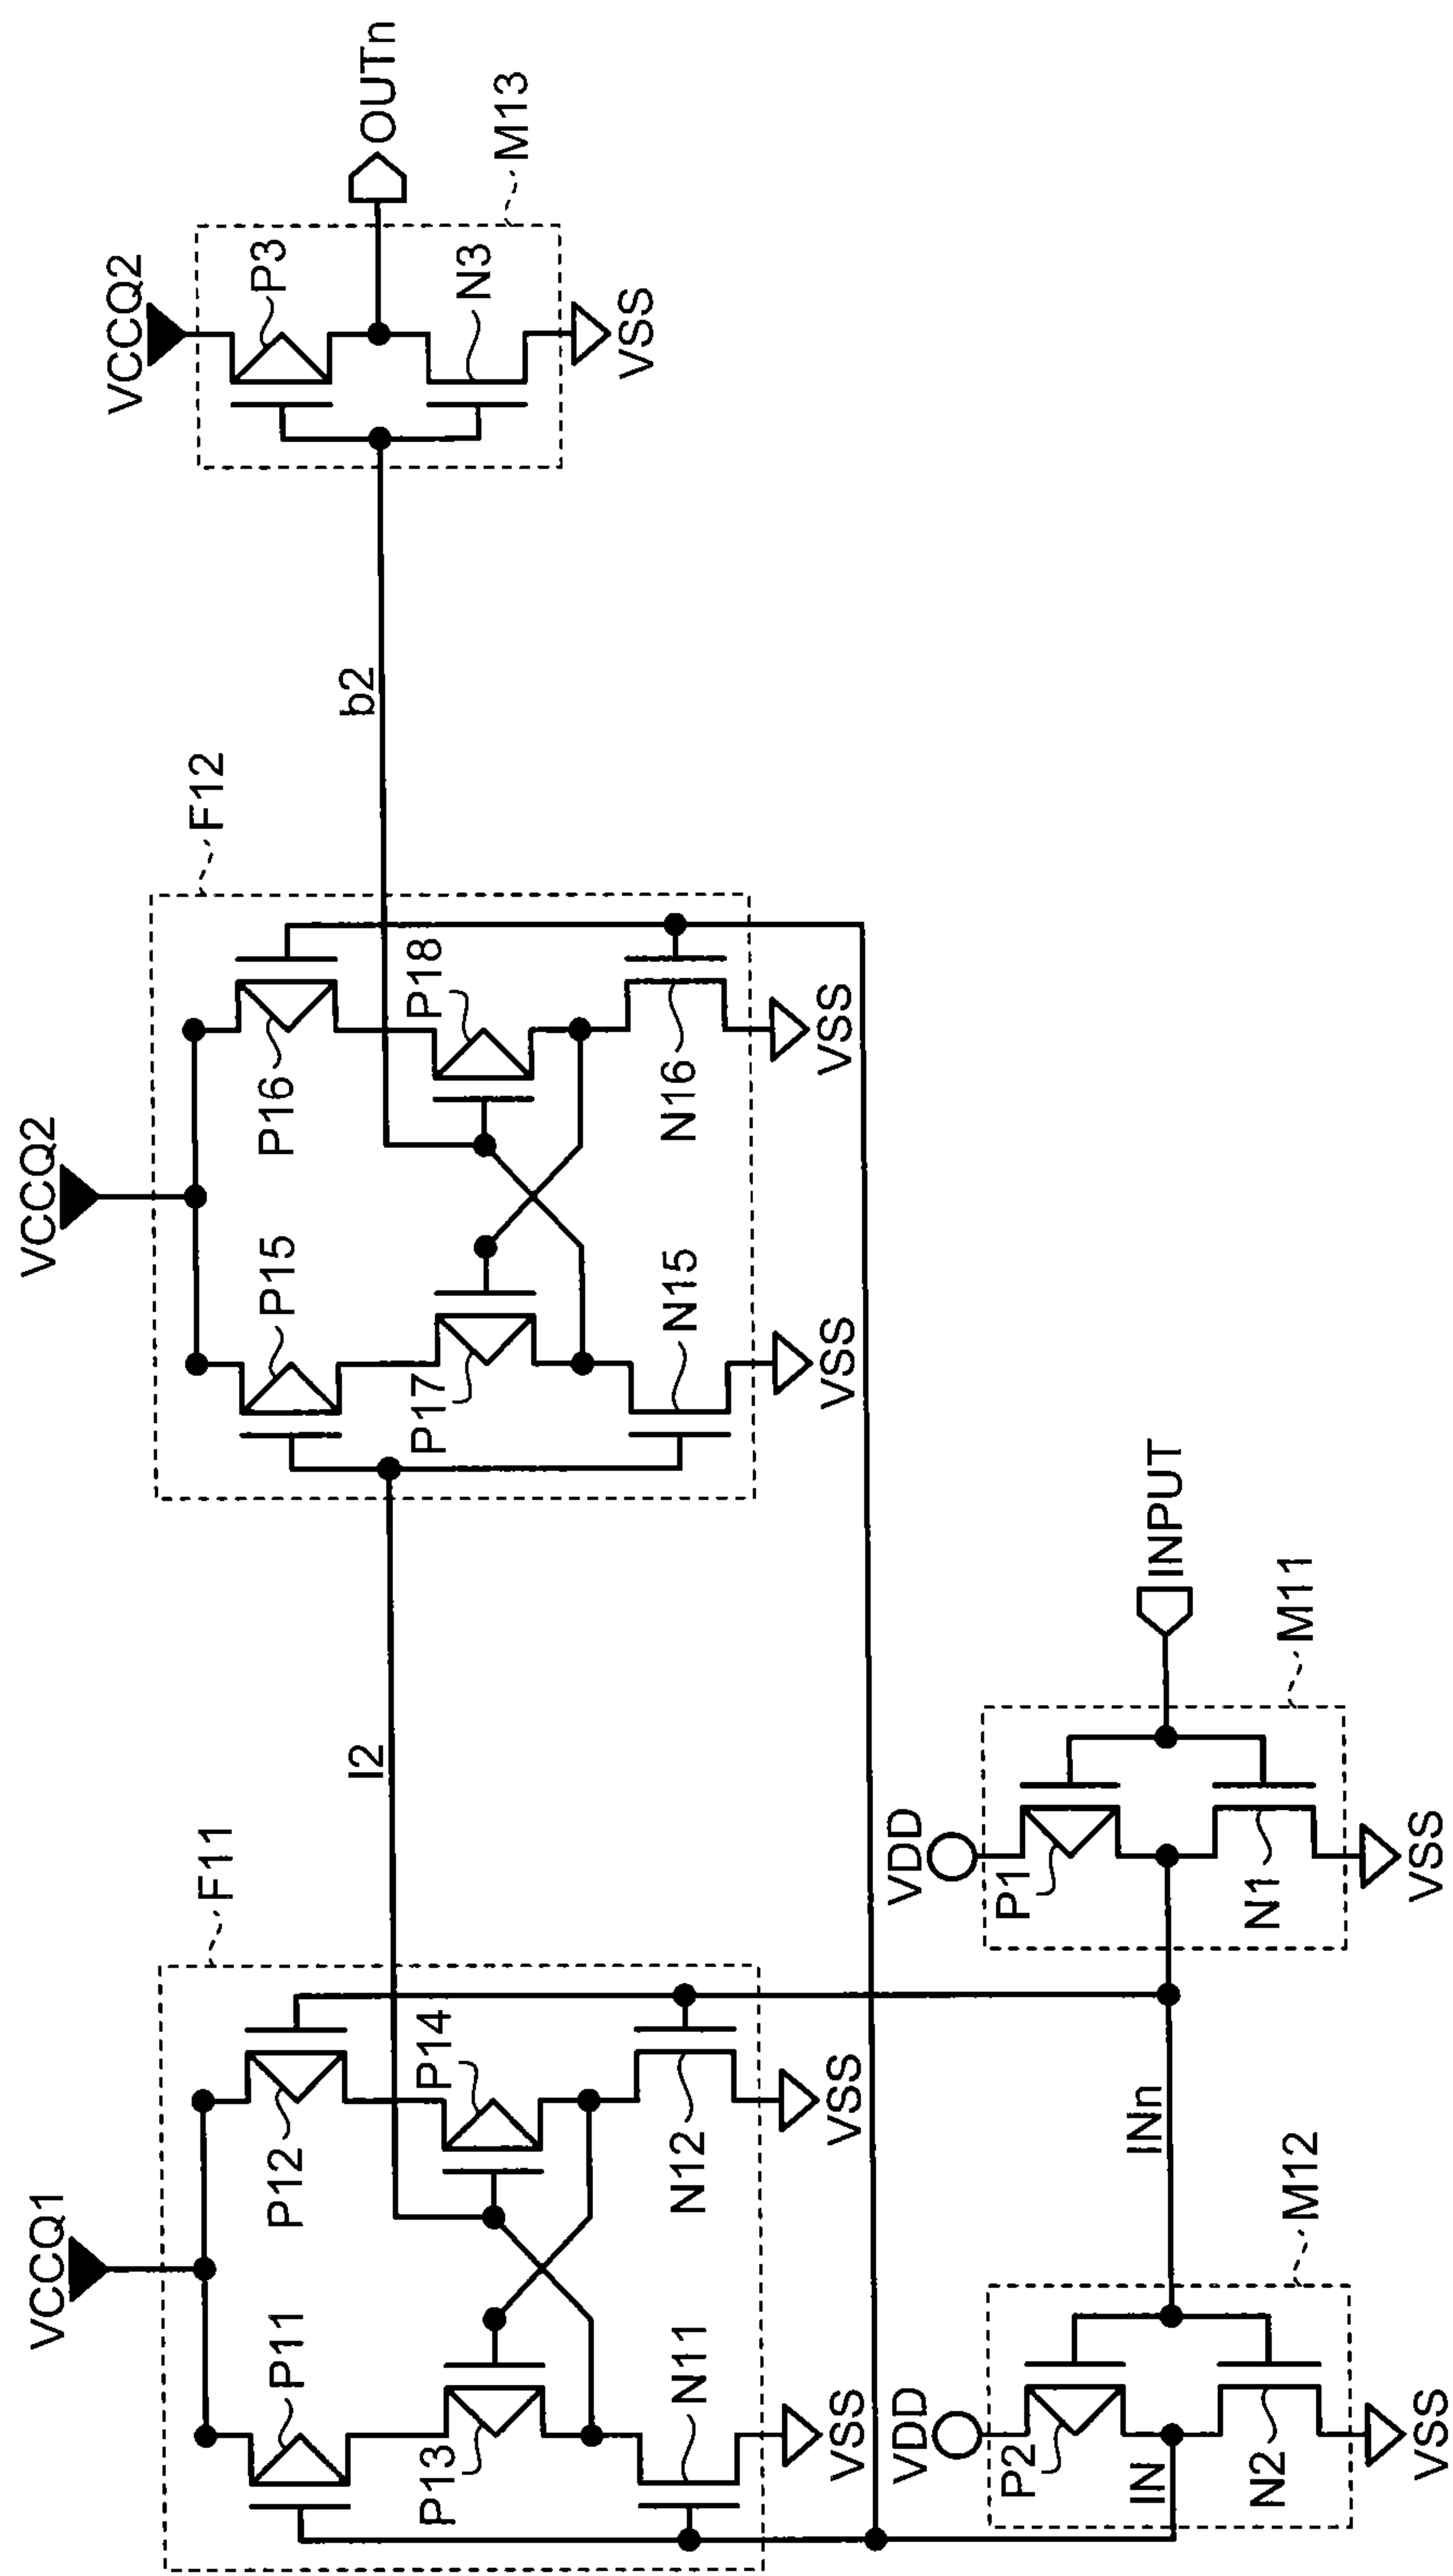 VCCQ1
F11
P11
P12
P13
P14
N11
N12
VSS
VSS
I2
VCCQ2
F12
P15
P16
P17
P18
N15
N16
VSS
VSS
b2
VCCQ2
P3
N3
VSS
M13
OUTn
VDD
P2
IN
N2
VSS
M12
INn
VDD
P1
N1
VSS
M11
INPUT